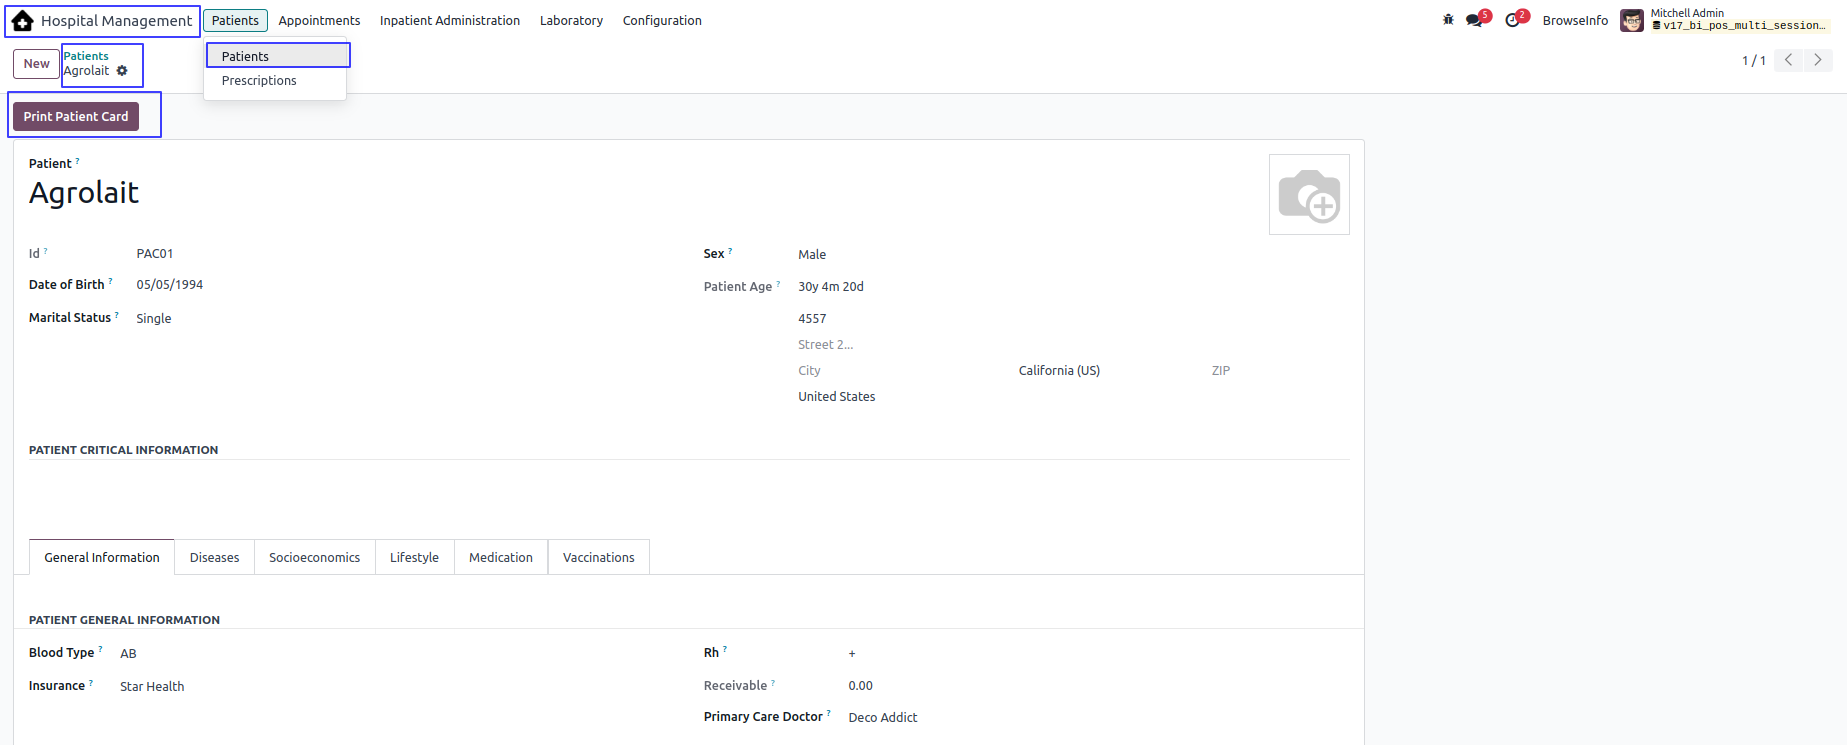 Hospital Management Patients Appointments Inpatient Administration Laboratory Configuration 5 2 BrowseInfo Mitchell Admin
v17_bi_pos_multi_session...
New Patients
Agrolait
1 / 1
Patients
Prescriptions
Print Patient Card
Patient ?
Agrolait
Id ? PAC01 Sex ? Male
Date of Birth ? 05/05/1994 Patient Age ? 30y 4m 20d
Marital Status ? Single 4557
Street 2...
City California (US) ZIP
United States
PATIENT CRITICAL INFORMATION
General Information Diseases Socioeconomics Lifestyle Medication Vaccinations
PATIENT GENERAL INFORMATION
Blood Type ? AB Rh ? +
Insurance ? Star Health Receivable ? 0.00
Primary Care Doctor ? Deco Addict